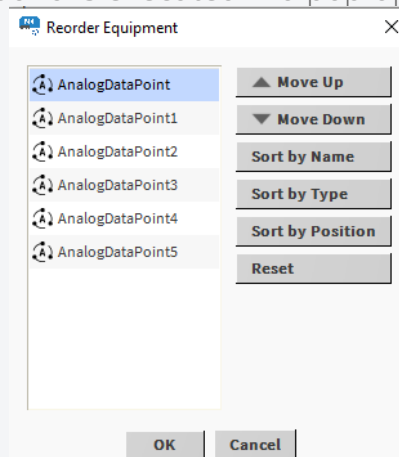 Reorder Equipment
AnalogDataPoint
AnalogDataPoint1
AnalogDataPoint2
AnalogDataPoint3
AnalogDataPoint4
AnalogDataPoint5
Move Up
Move Down
Sort by Name
Sort by Type
Sort by Position
Reset
OK
Cancel